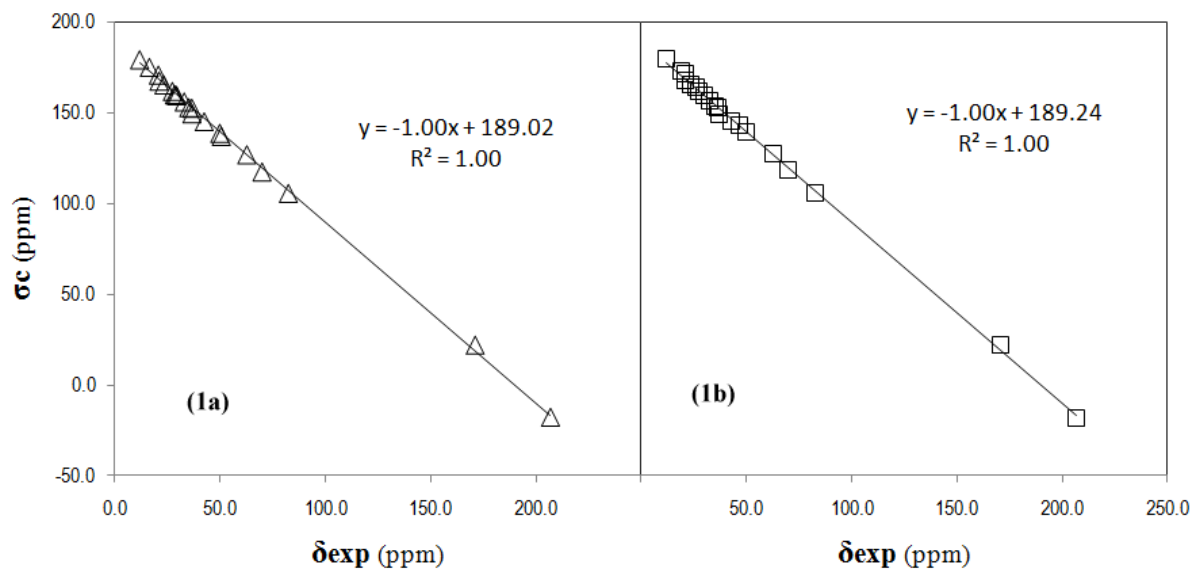 200.0
150.0
100.0
50.0
0.0
-50.0
σc (ppm)
y = -1.00x + 189.02
R² = 1.00
(1a)
0.0 50.0 100.0 150.0 200.0
δexp (ppm)
y = -1.00x + 189.24
R² = 1.00
(1b)
50.0 100.0 150.0 200.0 250.0
δexp (ppm)